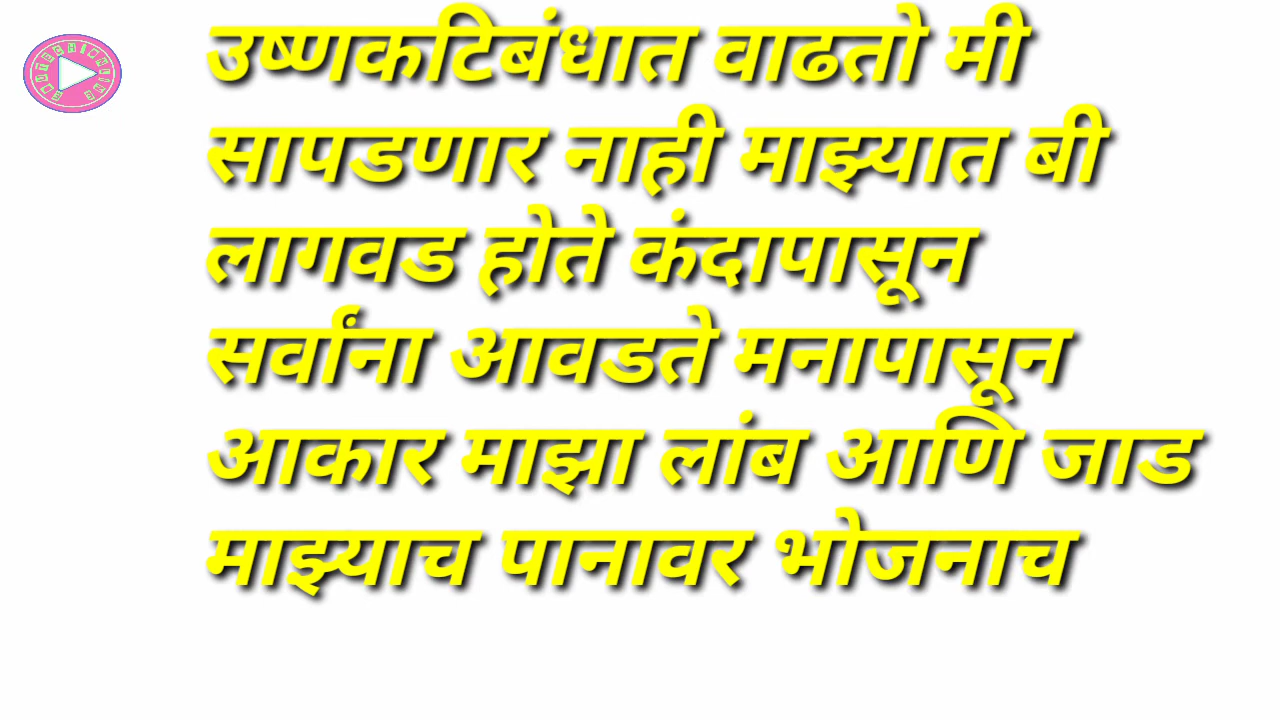 उष्णकटिबंधात वाढतो मी
सापडणार नाही माझ्यात बी
लागवड होते कंदापासून
सर्वांना आवडते मनापासून
आकार माझा लांब आणि जाड
माझ्याच पानावर भोजनाच